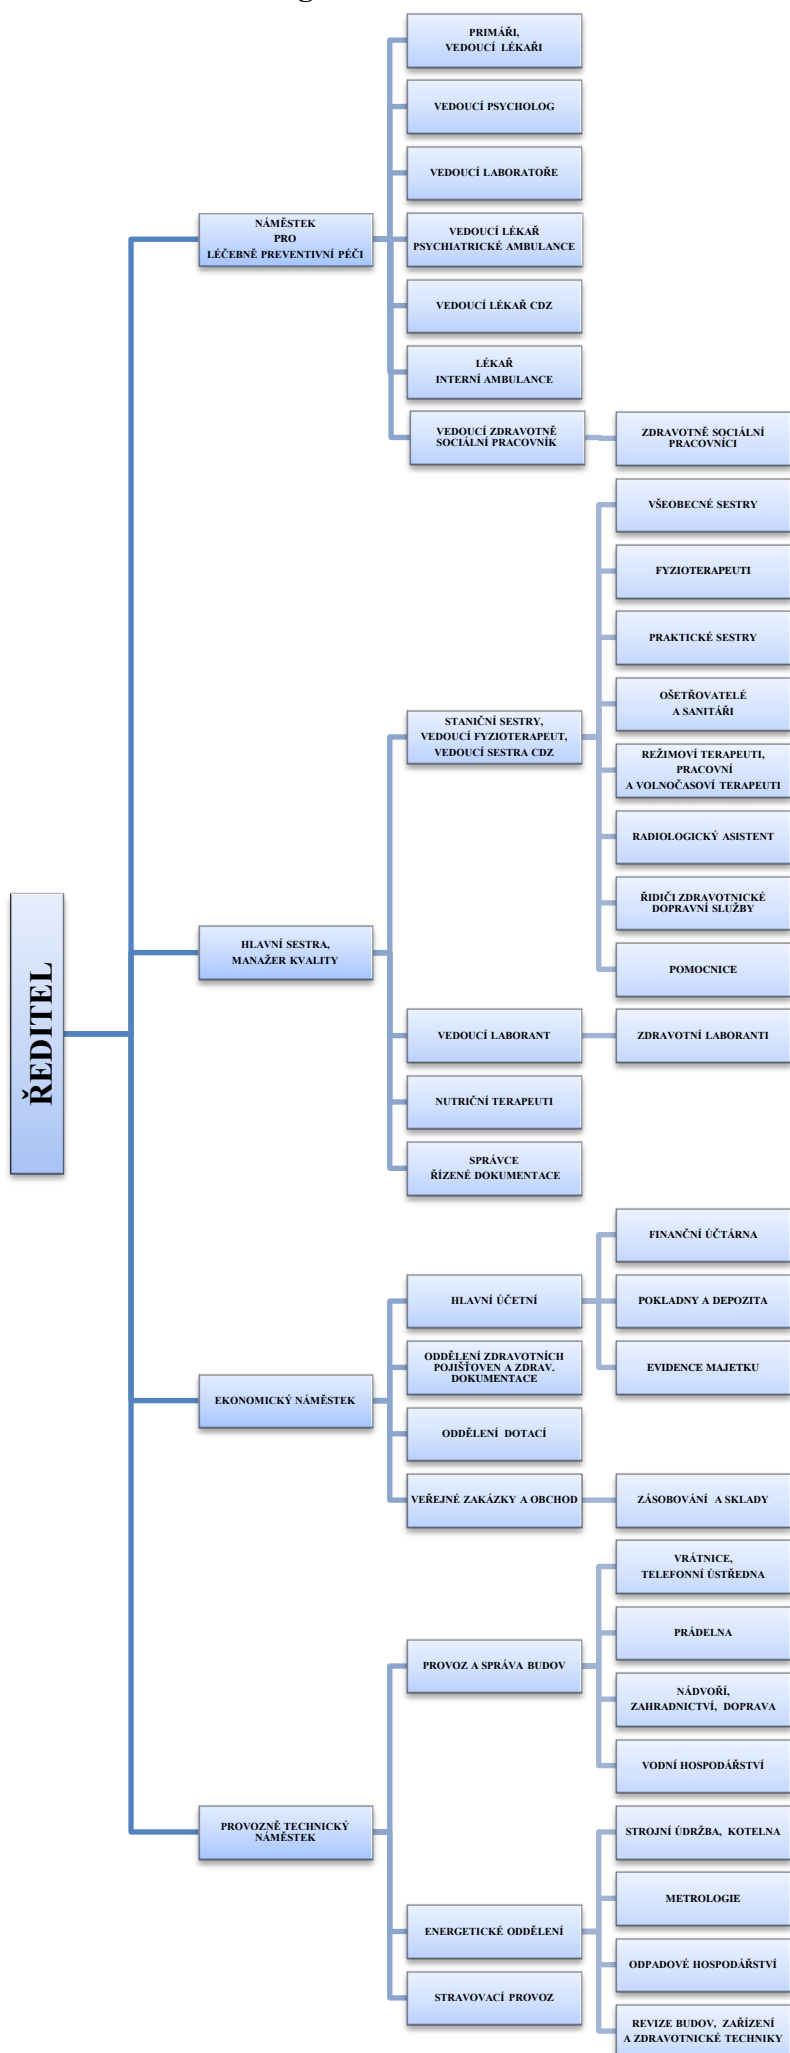 PRIMÁŘI,
VEDOUCÍ LÉKAŘI
VEDOUCÍ PSYCHOLOG
VEDOUCÍ LABORATOŘE
NÁMĚSTEK
PRO
LÉČEBNĚ PREVENTIVNÍ PÉČI
VEDOUCÍ LÉKAŘ
PSYCHIATRICKÉ AMBULANCE
VEDOUCÍ LÉKAŘ CDZ
LÉKAŘ
INTERNÍ AMBULANCE
VEDOUCÍ ZDRAVOTNĚ
SOCIÁLNÍ PRACOVNÍK
ZDRAVOTNĚ SOCIÁLNÍ
PRACOVNÍCI
VŠEOBECNÉ SESTRY
FYZIOTERAPEUTI
PRAKTICKÉ SESTRY
OŠETŘOVATELÉ
A SANITÁŘI
STANIČNÍ SESTRY,
VEDOUCÍ FYZIOTERAPEUT,
VEDOUCÍ SESTRA CDZ
REŽIMOVÍ TERAPEUTI,
PRACOVNÍ
A VOLNOČASOVÍ TERAPEUTI
RADIOLOGICKÝ ASISTENT
ŘIDIČI ZDRAVOTNICKÉ
DOPRAVNÍ SLUŽBY
POMOCNICE
HLAVNÍ SESTRA,
MANAŽER KVALITY
ŘEDITEL
VEDOUCÍ LABORANT
ZDRAVOTNÍ LABORANTI
NUTRIČNÍ TERAPEUTI
SPRÁVCE
ŘÍZENÉ DOKUMENTACE
FINANČNÍ ÚČTÁRNA
HLAVNÍ ÚČETNÍ
POKLADNY A DEPOZITA
EVIDENCE MAJETKU
ODDĚLENÍ ZDRAVOTNÍCH
POJIŠŤOVEN A ZDRAV.
DOKUMENTACE
EKONOMICKÝ NÁMĚSTEK
ODDĚLENÍ DOTACÍ
VEŘEJNÉ ZAKÁZKY A OBCHOD
ZÁSOBOVÁNÍ A SKLADY
VRÁTNICE,
TELEFONNÍ ÚSTŘEDNA
PRÁDELNA
PROVOZ A SPRÁVA BUDOV
NÁDVOŘÍ,
ZAHRADNICTVÍ, DOPRAVA
VODNÍ HOSPODÁŘSTVÍ
PROVOZNĚ TECHNICKÝ
NÁMĚSTEK
STROJNÍ ÚDRŽBA, KOTELNA
METROLOGIE
ENERGETICKÉ ODDĚLENÍ
ODPADOVÉ HOSPODÁŘSTVÍ
STRAVOVACÍ PROVOZ
REVIZE BUDOV, ZAŘÍZENÍ
A ZDRAVOTNICKÉ TECHNIKY